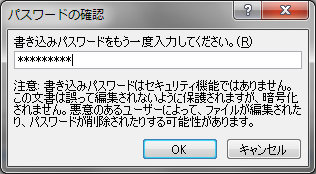 パスワードの確認
書き込みパスワードをもう一度入力してください。(R)
*********
注意: 書き込みパスワードはセキュリティ機能ではありません。
この文書は誤って編集されないように保護されますが、暗号化
されません。悪意のあるユーザーによって、ファイルが編集された
り、パスワードが削除されたりする可能性があります。
OK キャンセル